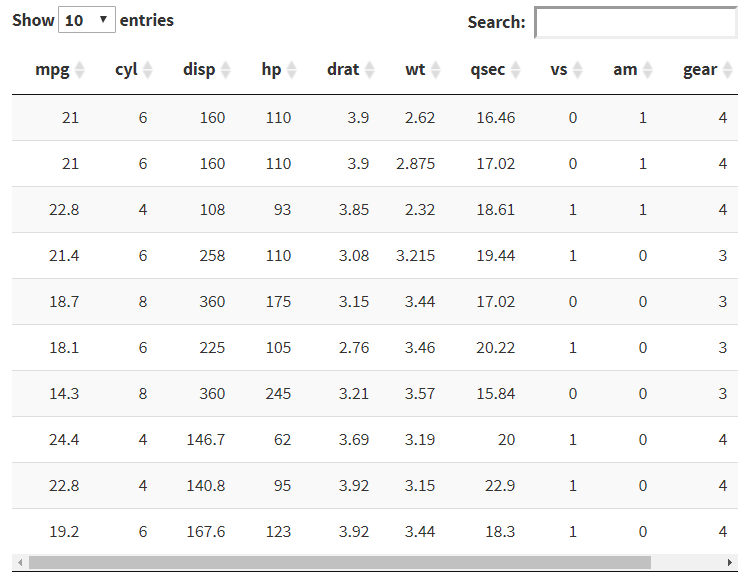 Show 10 entries Search:
mpg cyl disp hp drat wt qsec vs am gear
21 6 160 110 3.9 2.62 16.46 0 1 4
21 6 160 110 3.9 2.875 17.02 0 1 4
22.8 4 108 93 3.85 2.32 18.61 1 1 4
21.4 6 258 110 3.08 3.215 19.44 1 0 3
18.7 8 360 175 3.15 3.44 17.02 0 0 3
18.1 6 225 105 2.76 3.46 20.22 1 0 3
14.3 8 360 245 3.21 3.57 15.84 0 0 3
24.4 4 146.7 62 3.69 3.19 20 1 0 4
22.8 4 140.8 95 3.92 3.15 22.9 1 0 4
19.2 6 167.6 123 3.92 3.44 18.3 1 0 4